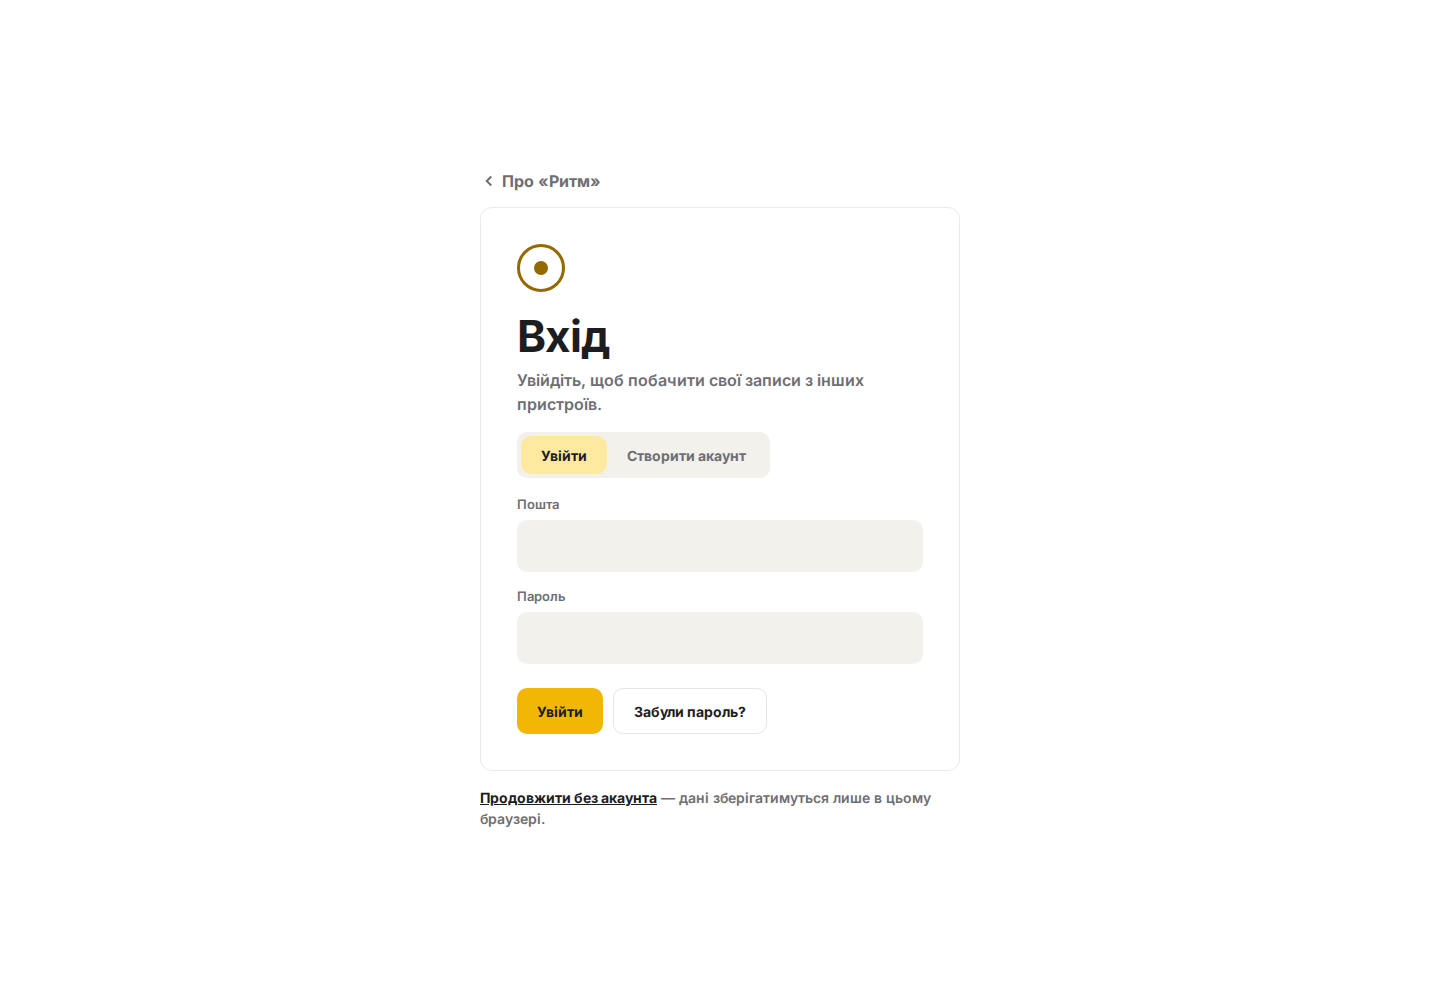 Про «Ритм»
Вхід
Увійдіть, щоб побачити свої записи з інших
пристроїв.
Увійти
Створити акаунт
Пошта
Пароль
Увійти
Забули пароль?
Продовжити без акаунта — дані зберігатимуться лише в цьому
браузері.